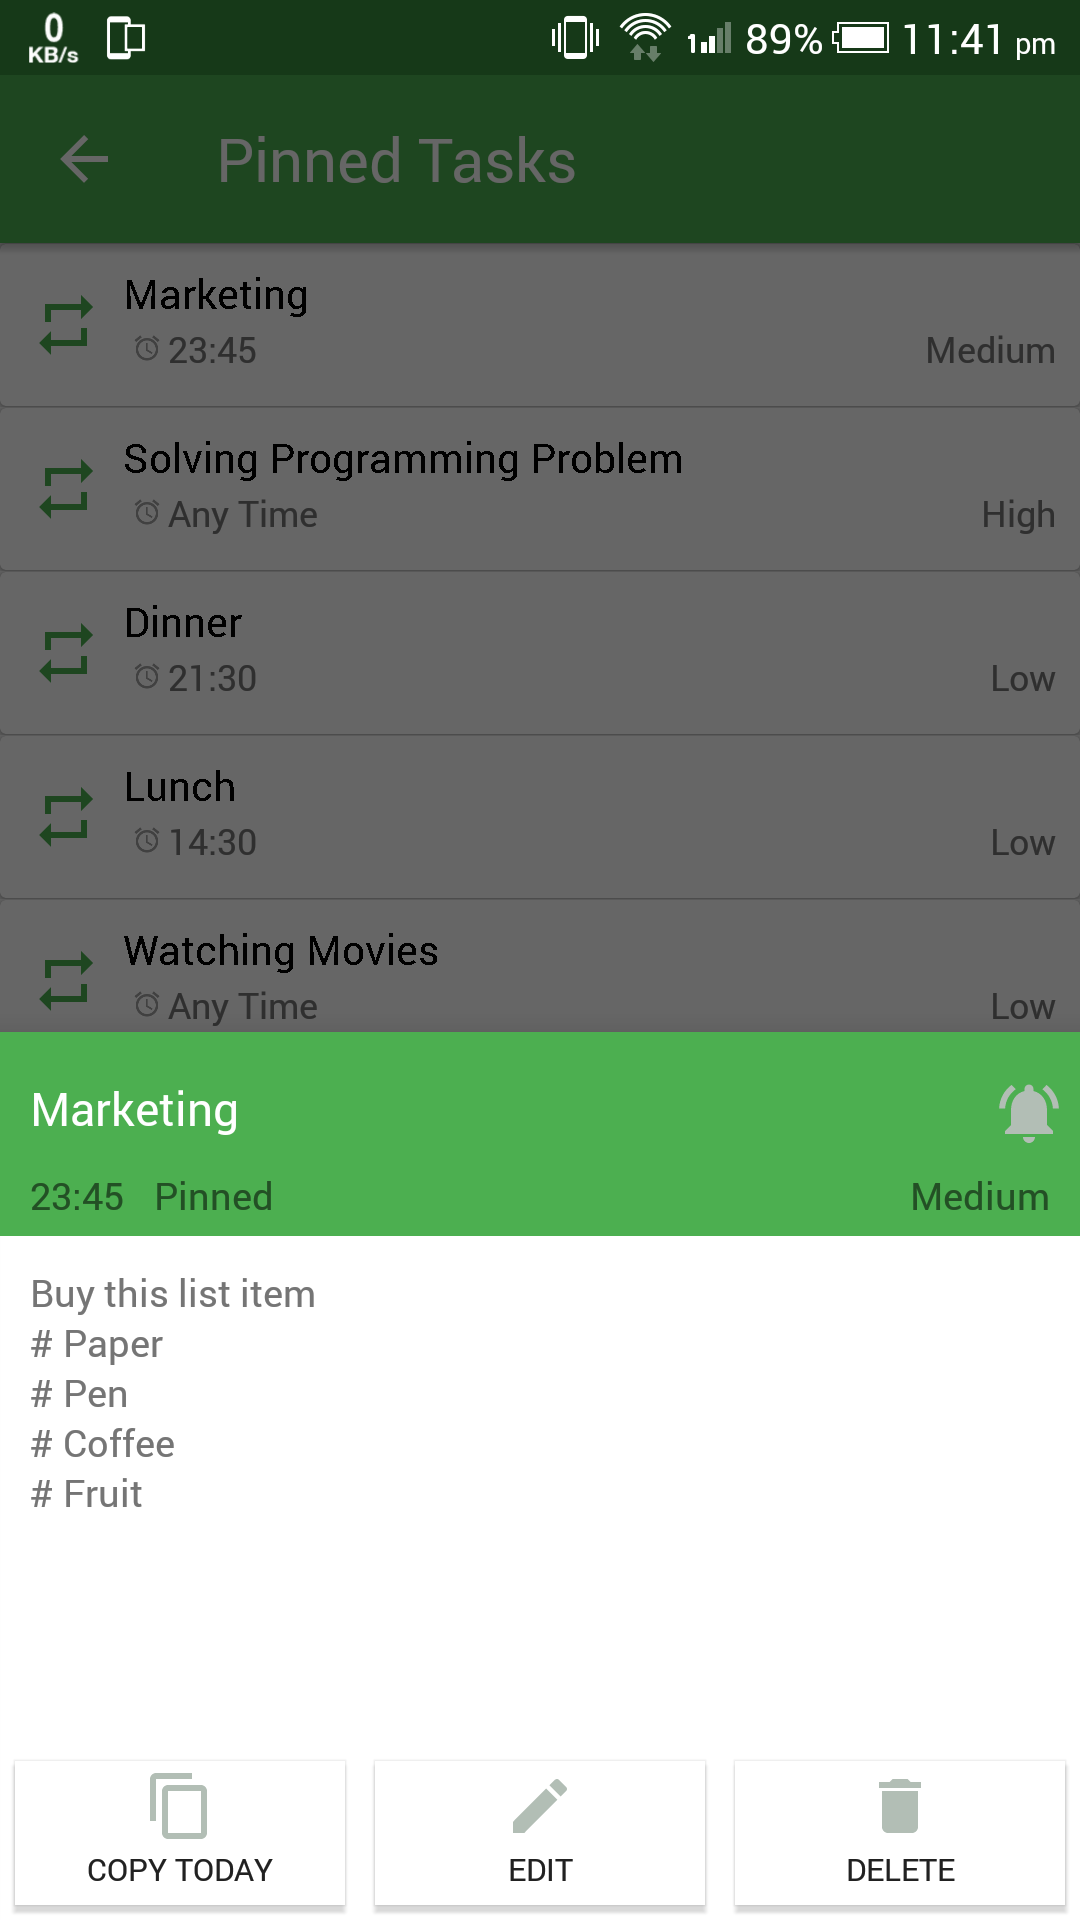 0
KB/s
1
89%
11:41 pm
Pinned Tasks
Marketing
23:45 Medium
Solving Programming Problem
Any Time High
Dinner
21:30 Low
Lunch
14:30 Low
Watching Movies
Any Time Low
Marketing
23:45 Pinned Medium
Buy this list item
# Paper
# Pen
# Coffee
# Fruit
COPY TODAY EDIT DELETE